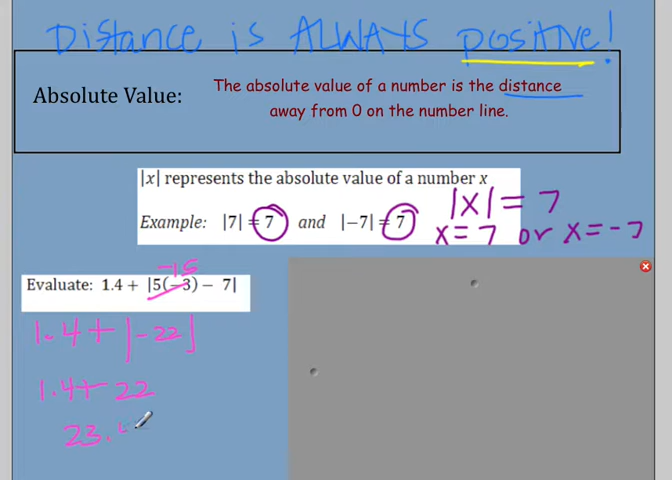 Distance is ALWAYS positive!
Absolute Value: The absolute value of a number is the distance
away from 0 on the number line.
|x| represents the absolute value of a number x
Example: |7| = 7 and |−7| = 7
|x| = 7
x = 7 or x = -7
-15
Evaluate: 1.4 + |5(−3) − 7|
1.4 + |-22|
1.4 + 22
23.4